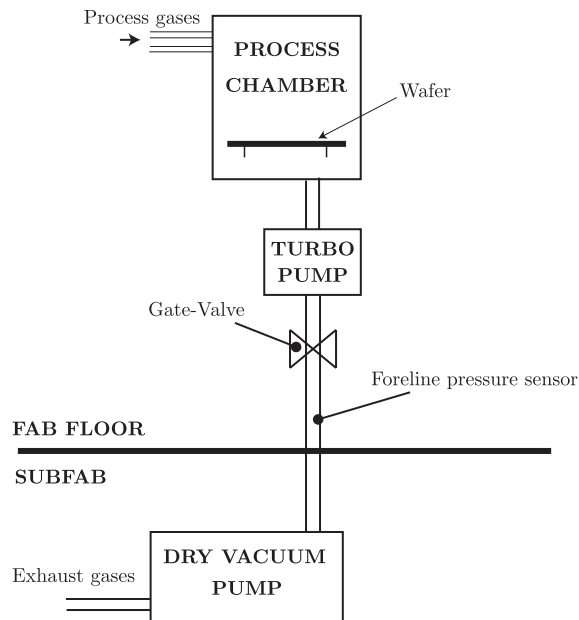 Process gases
PROCESS
CHAMBER
Wafer
TURBO
PUMP
Gate-Valve
Foreline pressure sensor
FAB FLOOR
SUBFAB
DRY VACUUM
PUMP
Exhaust gases